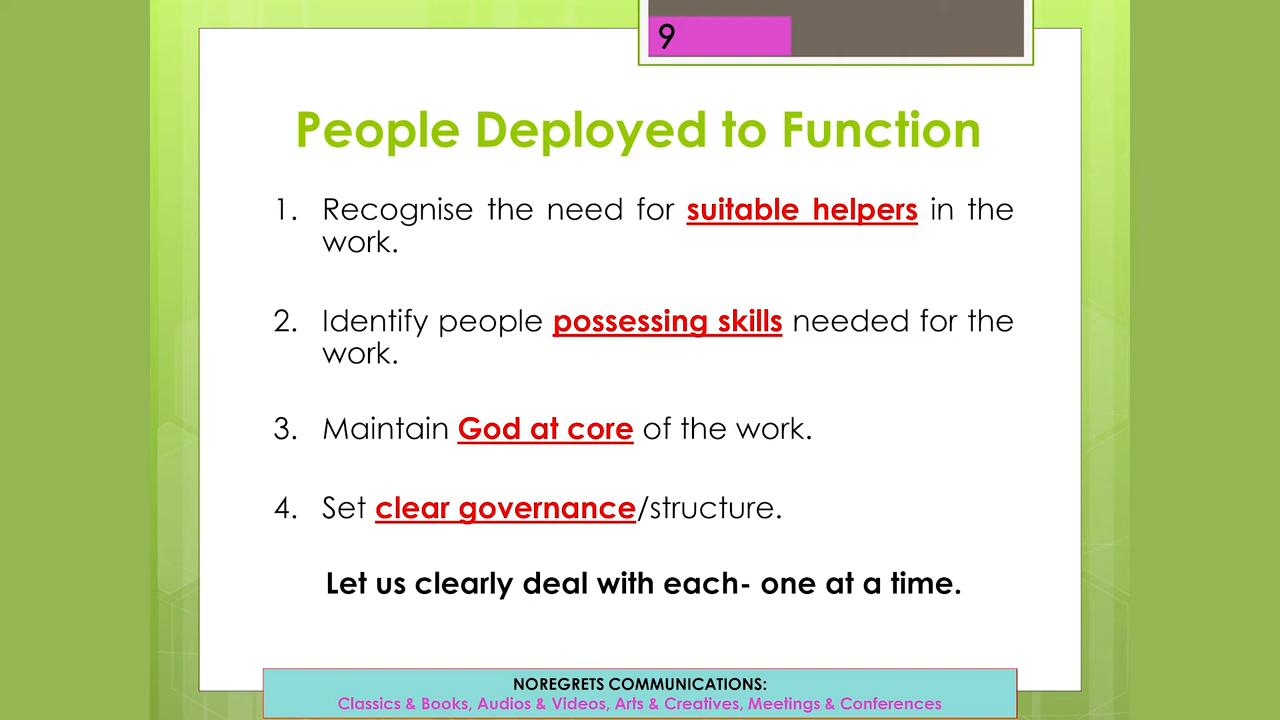 9
People Deployed to Function
1. Recognise the need for suitable helpers in the
work.
2. Identify people possessing skills needed for the
work.
3. Maintain God at core of the work.
4. Set clear governance/structure.
Let us clearly deal with each- one at a time.
NOREGRETS COMMUNICATIONS:
Classics & Books, Audios & Videos, Arts & Creatives, Meetings & Conferences